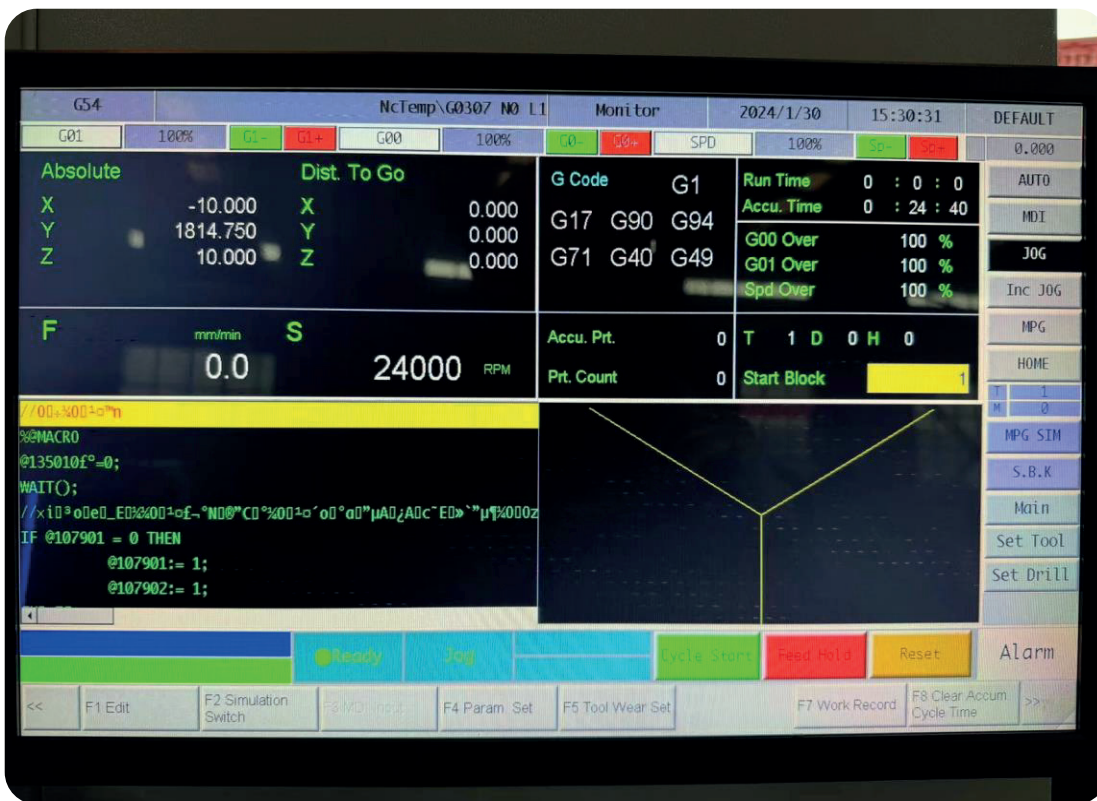 G54 NcTemp\G0307 N0 L1 Monitor 2024/1/30 15:30:31 DEFAULT
G01 100% G1- G1+ G00 100% G0- G0+ SPD 100% Sp- Sp+ 0.000
Absolute Dist. To Go G Code G1 Run Time 0 : 0 : 0 AUTO
X -10.000 X 0.000 G17 G90 G94 Accu. Time 0 : 24 : 40 MDI
Y 1814.750 Y 0.000 G71 G40 G49 G00 Over 100 % JOG
Z 10.000 Z 0.000 G01 Over 100 %
Spd Over 100 % Inc JOG
F mm/min 0.0 S 24000 RPM Accu. Prt. 0 T 1 D 0 H 0 MPG
Prt. Count 0 Start Block 1 HOME
T 1
M 0
%@MACRO MPG SIM
@135010£°=0; S.B.K
WAIT(); Main
IF @107901 = 0 THEN Set Tool
@107901:= 1; Set Drill
@107902:= 1;
Ready Jog Cycle Start Feed Hold Reset Alarm
<< F1 Edit F2 Simulation Switch F4 Param. Set F5 Tool Wear Set F7 Work Record F8 Clear Accum Cycle Time >>